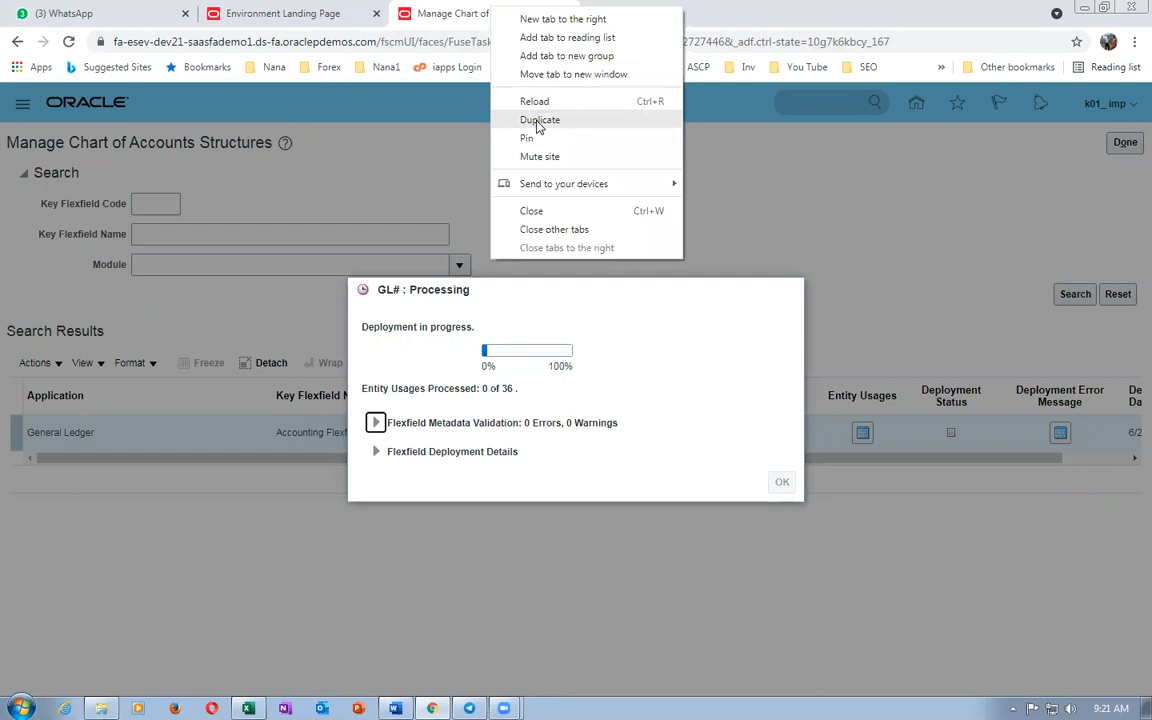 (3) WhatsApp
Environment Landing Page
Manage Chart of
fa-esev-dev21-saasfademo1.ds-fa.oraclepdemos.com/fscmUI/faces/FuseTask
2727446&_adf.ctrl-state=10g7k6kbcy_167
Apps
Suggested Sites
Bookmarks
Nana
Forex
Nana1
iapps Login
ASCP
Inv
You Tube
SEO
»
Other bookmarks
Reading list
New tab to the right
Add tab to reading list
Add tab to new group
Move tab to new window
Reload Ctrl+R
Duplicate
Pin
Mute site
Send to your devices
Close Ctrl+W
Close other tabs
Close tabs to the right
ORACLE
k01_ imp
Manage Chart of Accounts Structures
Done
Search
Key Flexfield Code
Key Flexfield Name
Module
Search Reset
Search Results
Actions View Format Freeze Detach Wrap
Application
Key Flexfield N
Entity Usages
Deployment
Status
Deployment Error
Message
De
Da
General Ledger
Accounting Flexf
6/2
GL# : Processing
Deployment in progress.
0% 100%
Entity Usages Processed: 0 of 36 .
Flexfield Metadata Validation: 0 Errors, 0 Warnings
Flexfield Deployment Details
OK
9:21 AM